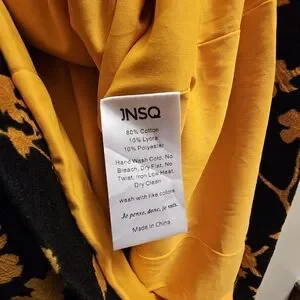 JNSQ
80% Cotton
10% Lycra
10% Polyester
Hand Wash Cold, No
Breach, Dry Flat, No
Twist, Iron Low Heat,
Dry Clean
wash with like colors
Je pense, donc, je suis.
Made in China